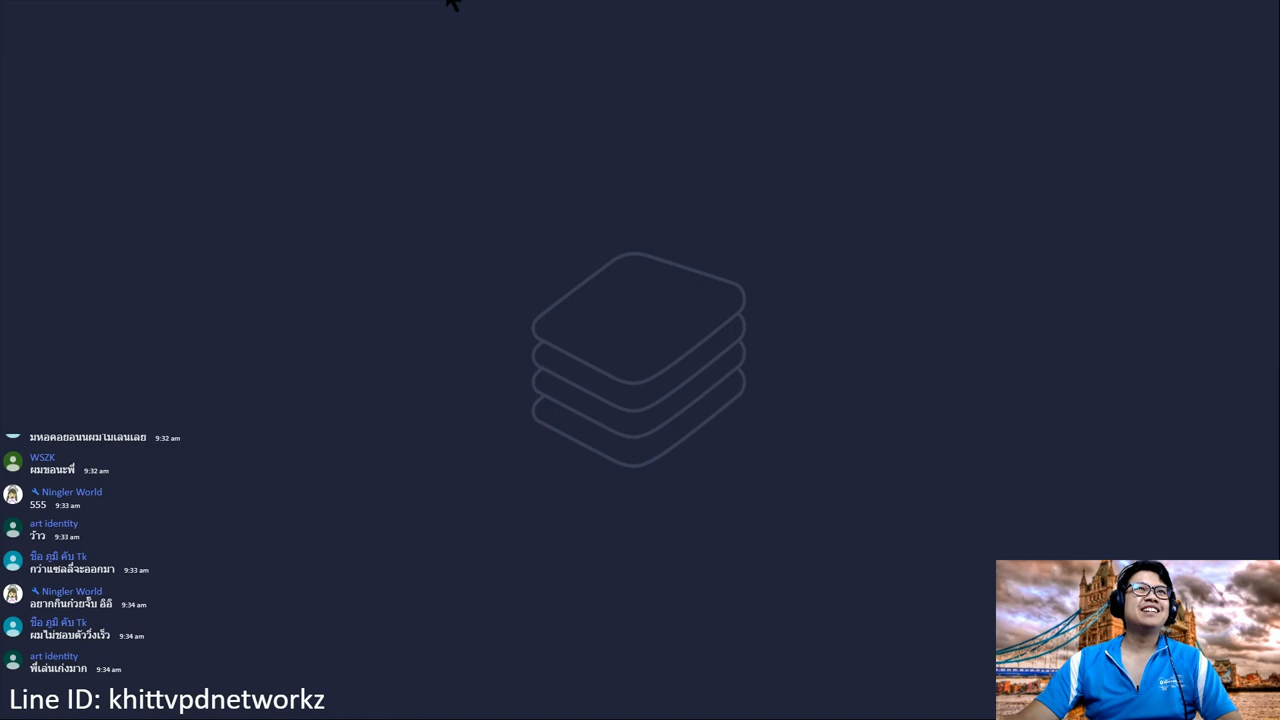 9:32 am
WSZK
ผมขอนะพี่ 9:32 am
Ningler World
555 9:33 am
art identity
ว้าว 9:33 am
ชื่อ ภูมิ คับ Tk
กว่าแซลลี่จะออกมา 9:33 am
Ningler World
อยากกินก๋วยจั๊บ อิอิ 9:34 am
ชื่อ ภูมิ คับ Tk
ผมไม่ชอบตัววิ่งเร็ว 9:34 am
art identity
พี่เล่นเก่งมาก 9:34 am
Line ID: khittvpdnetworkz